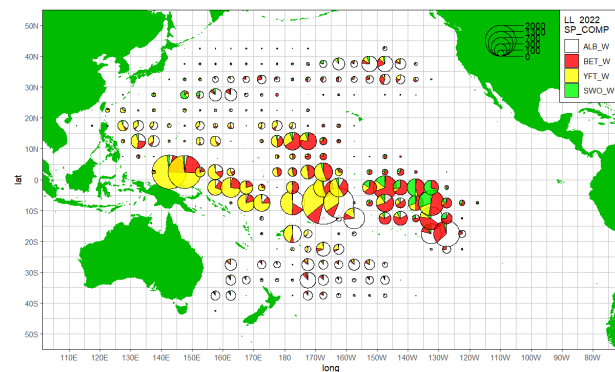 50N
40N
30N
20N
10N
0
10S
20S
30S
40S
50S
lat
110E 120E 130E 140E 150E 160E 170E 180 170W 160W 150W 140W 130W 120W 110W 100W 90W 80W
long
2000
1300
0
LL 2022
SP_COMP
ALB_W
BET_W
YFT_W
SWO_W